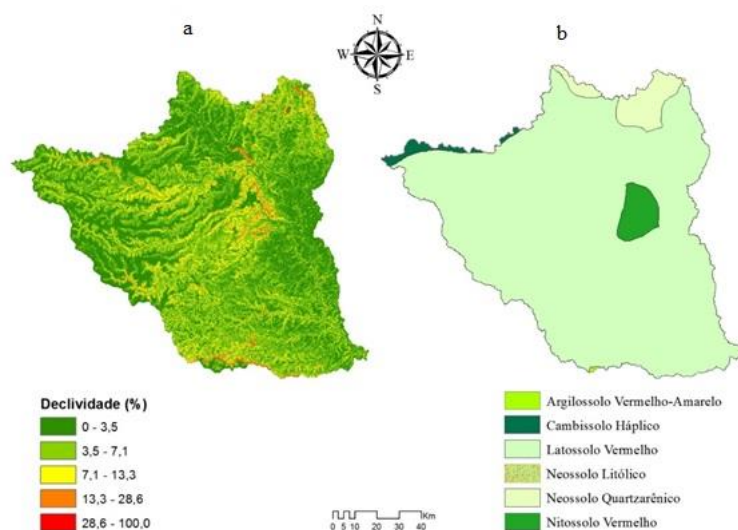 a
b
N
W E
S
Declividade (%)
0 - 3,5
3,5 - 7,1
7,1 - 13,3
13,3 - 28,6
28,6 - 100,0
0 5 10 20 30 40 Km
Argilossolo Vermelho-Amarelo
Cambissolo Háplico
Latossolo Vermelho
Neossolo Litólico
Neossolo Quartzarênico
Nitossolo Vermelho